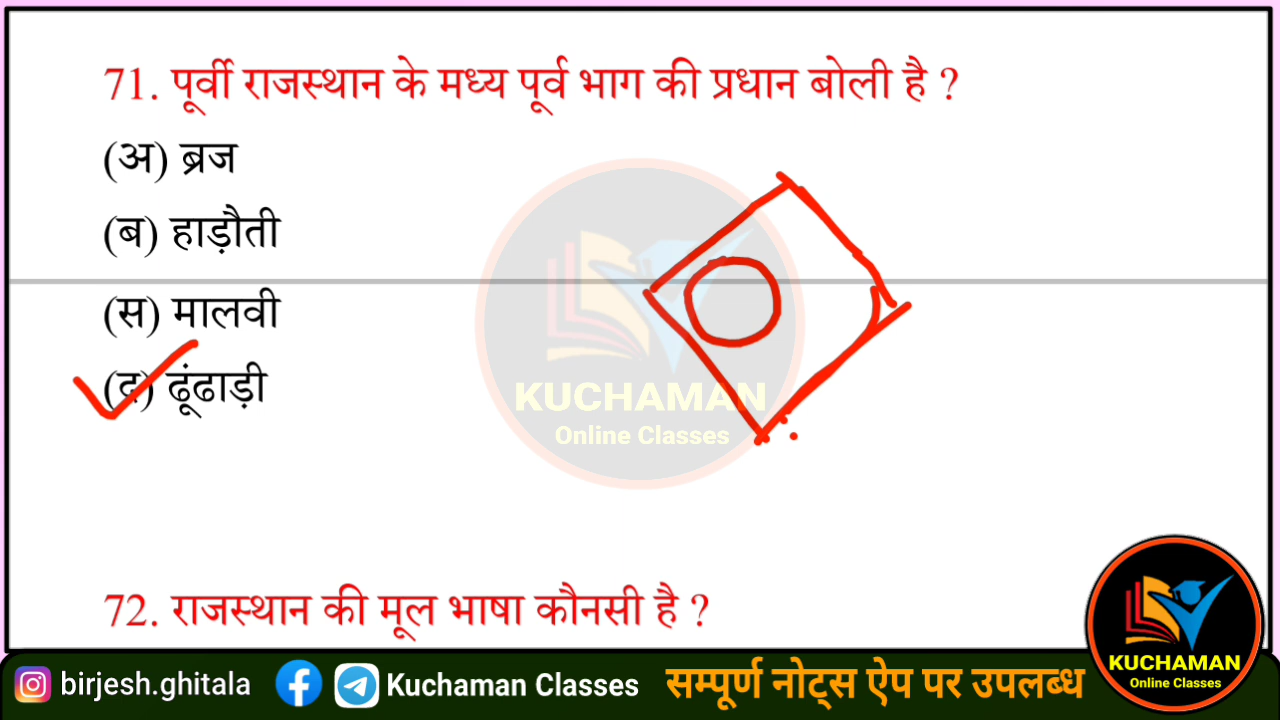 71. पूर्वी राजस्थान के मध्य पूर्व भाग की प्रधान बोली है ?
(अ) ब्रज
(ब) हाड़ौती
(स) मालवी
(द) ढूंढाड़ी
KUCHAMAN
Online Classes
72. राजस्थान की मूल भाषा कौनसी है ?
birjesh.ghitala
Kuchaman Classes
सम्पूर्ण नोट्स ऐप पर उपलब्ध
KUCHAMAN
Online Classes